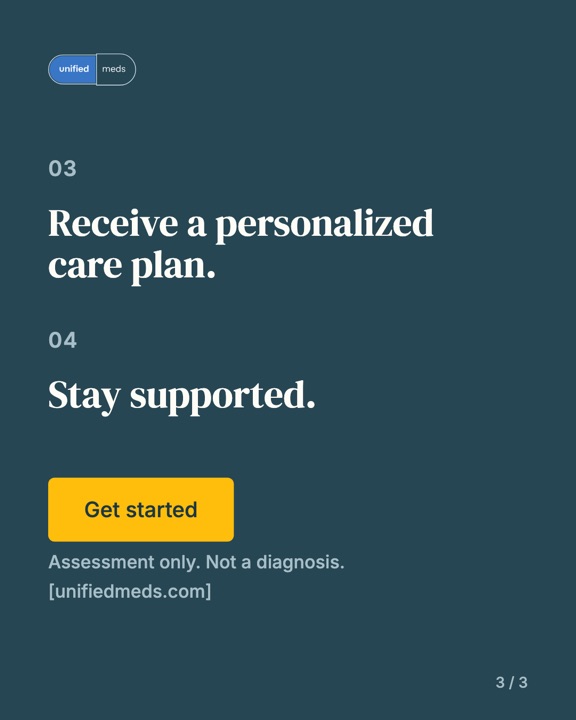 unified meds
03
Receive a personalized
care plan.
04
Stay supported.
Get started
Assessment only. Not a diagnosis.
[unifiedmeds.com]
3 / 3